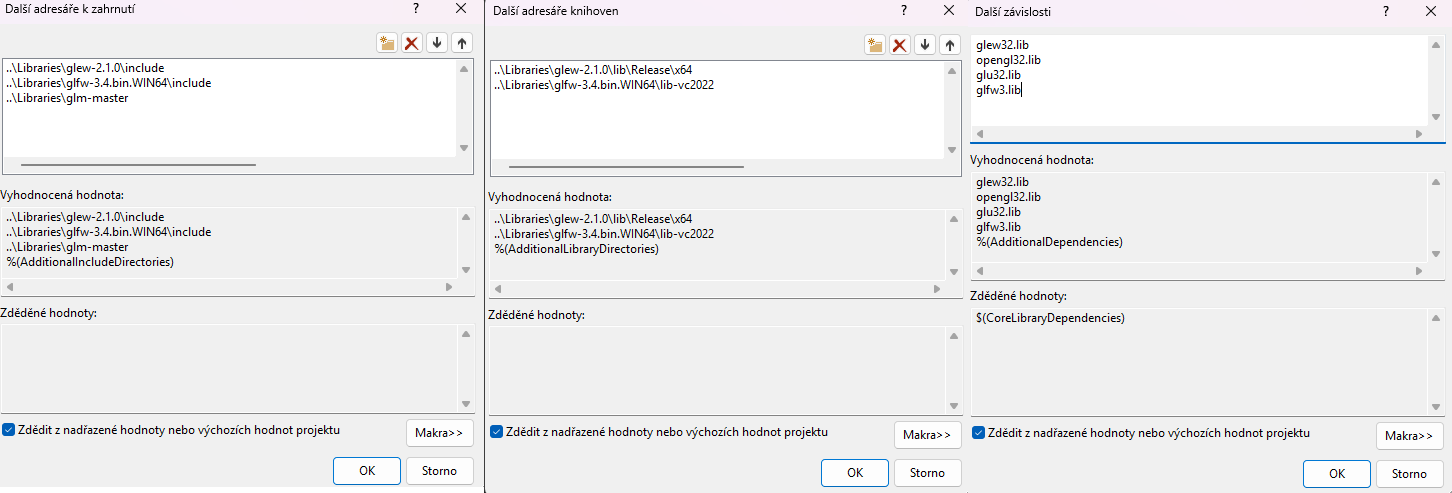 Další adresáře k zahrnutí
?
..\Libraries\glew-2.1.0\include
..\Libraries\glfw-3.4.bin.WIN64\include
..\Libraries\glm-master
Vyhodnocená hodnota:
..\Libraries\glew-2.1.0\include
..\Libraries\glfw-3.4.bin.WIN64\include
..\Libraries\glm-master
%(AdditionalIncludeDirectories)
Zděděné hodnoty:
Zdědit z nadřazené hodnoty nebo výchozích hodnot projektu
Makra>>
OK
Storno
Další adresáře knihoven
?
..\Libraries\glew-2.1.0\lib\Release\x64
..\Libraries\glfw-3.4.bin.WIN64\lib-vc2022
Vyhodnocená hodnota:
..\Libraries\glew-2.1.0\lib\Release\x64
..\Libraries\glfw-3.4.bin.WIN64\lib-vc2022
%(AdditionalLibraryDirectories)
Zděděné hodnoty:
Zdědit z nadřazené hodnoty nebo výchozích hodnot projektu
Makra>>
OK
Storno
Další závislosti
?
glew32.lib
opengl32.lib
glu32.lib
glfw3.lib
Vyhodnocená hodnota:
glew32.lib
opengl32.lib
glu32.lib
glfw3.lib
%(AdditionalDependencies)
Zděděné hodnoty:
$(CoreLibraryDependencies)
Zdědit z nadřazené hodnoty nebo výchozích hodnot projektu
Makra>>
OK
Storno